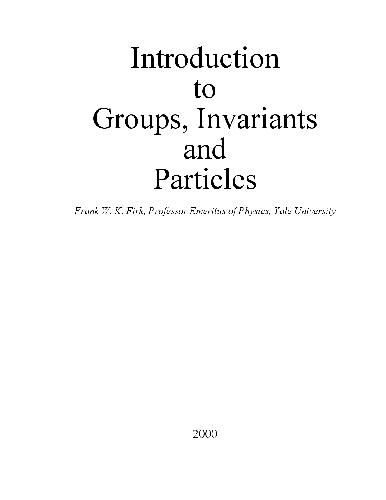 Introduction
to
Groups, Invariants
and
Particles
Frank W. K. Firk, Professor Emeritus of Physics, Yale University
2000